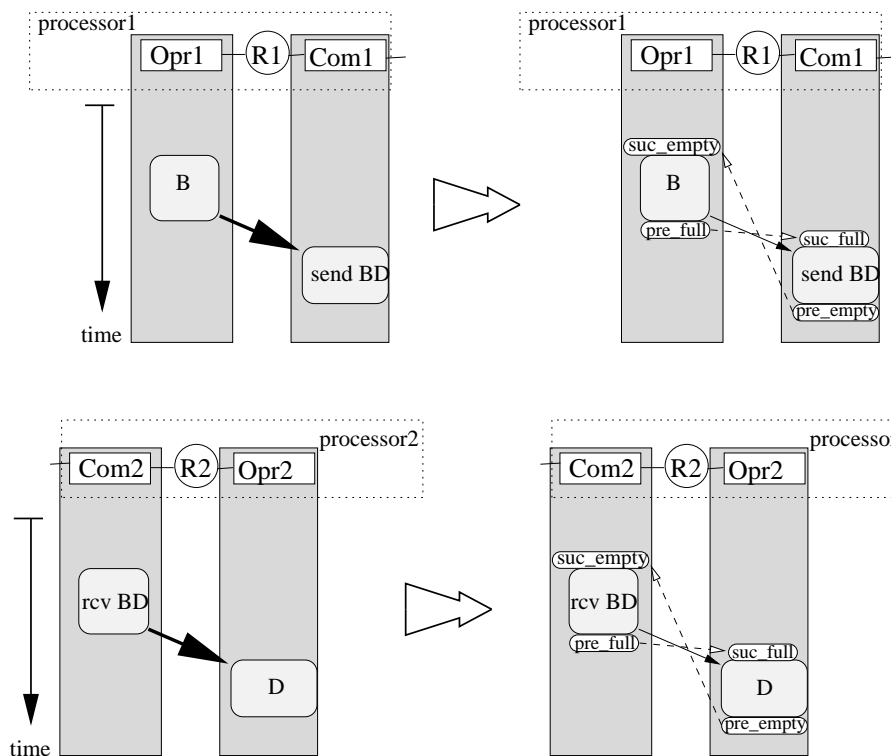 processor1
Opr1
R1
Com1
B
send BD
time
processor1
Opr1
R1
Com1
suc_empty
B
pre_full
suc_full
send BD
pre_empty
processor2
Com2
R2
Opr2
rcv BD
D
time
processor
Com2
R2
Opr2
suc_empty
rcv BD
pre_full
suc_full
D
pre_empty